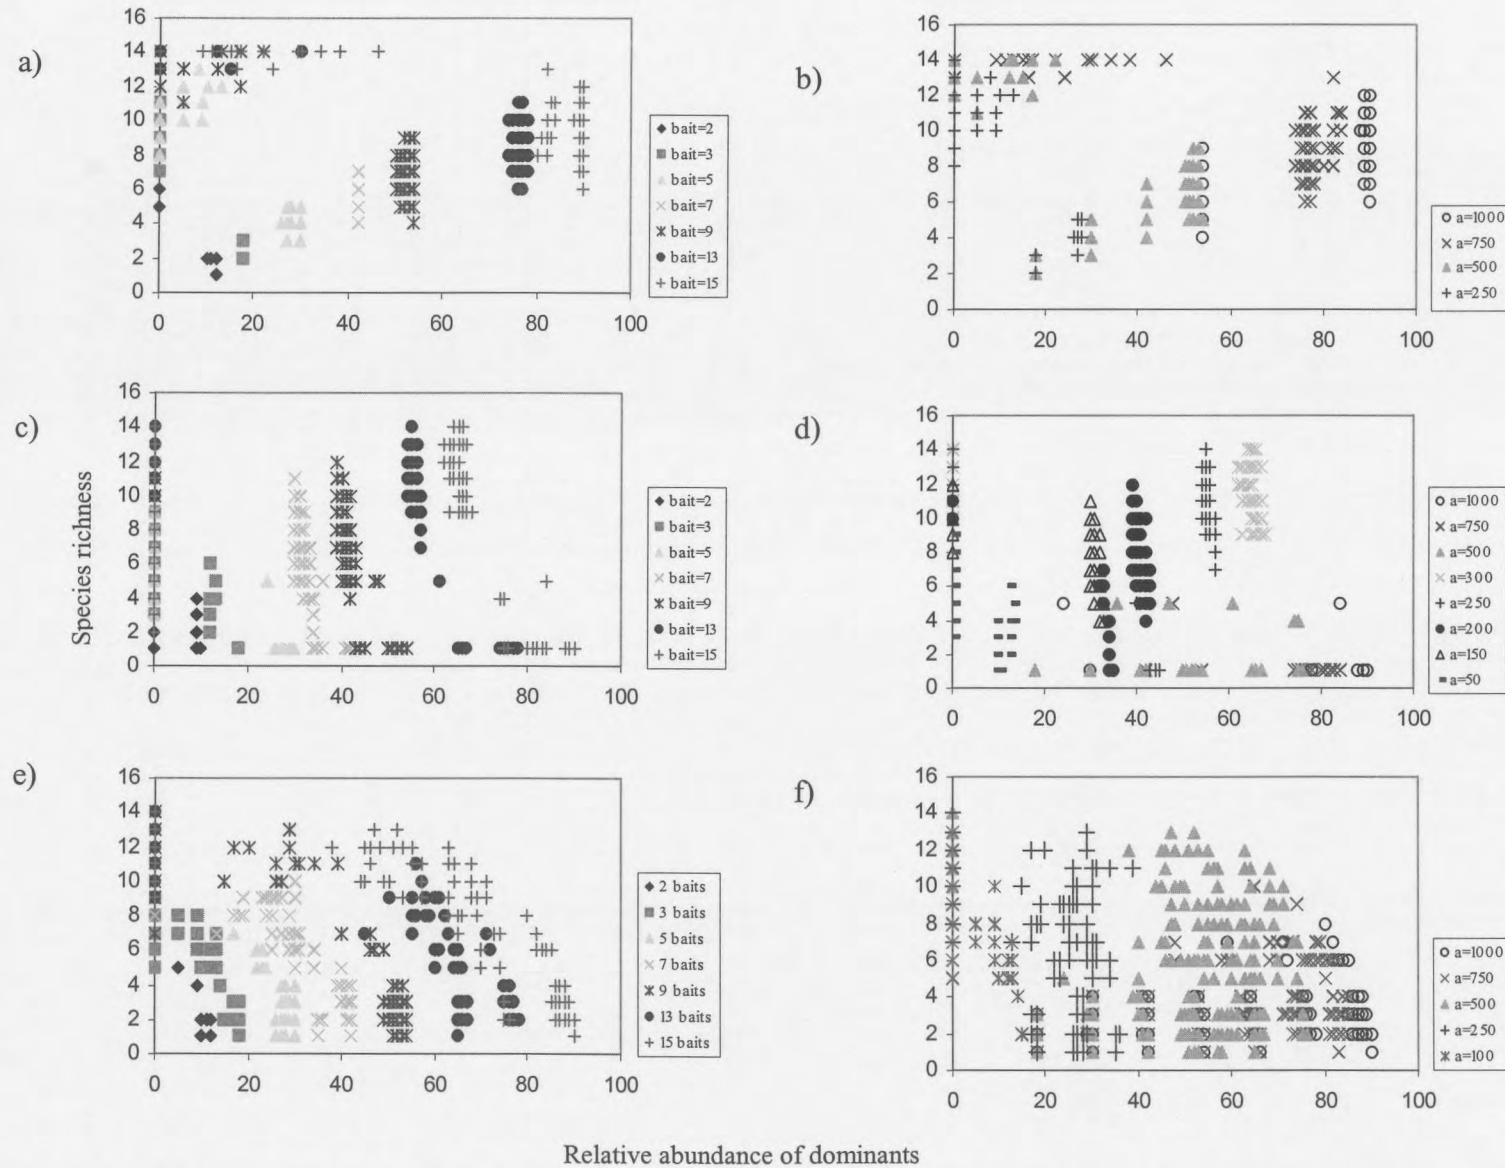 a)
16
14
12
10
8
6
4
2
0
0 20 40 60 80 100
bait=2
bait=3
bait=5
bait=7
bait=9
bait=13
bait=15
b)
16
14
12
10
8
6
4
2
0
0 20 40 60 80 100
a=1000
a=750
a=500
a=250
c)
Species richness
16
14
12
10
8
6
4
2
0
0 20 40 60 80 100
bait=2
bait=3
bait=5
bait=7
bait=9
bait=13
bait=15
d)
16
14
12
10
8
6
4
2
0
0 20 40 60 80 100
a=1000
a=750
a=500
a=300
a=250
a=200
a=150
a=50
e)
16
14
12
10
8
6
4
2
0
0 20 40 60 80 100
2 baits
3 baits
5 baits
7 baits
9 baits
13 baits
15 baits
f)
16
14
12
10
8
6
4
2
0
0 20 40 60 80 100
a=1000
a=750
a=500
a=250
a=100
Relative abundance of dominants